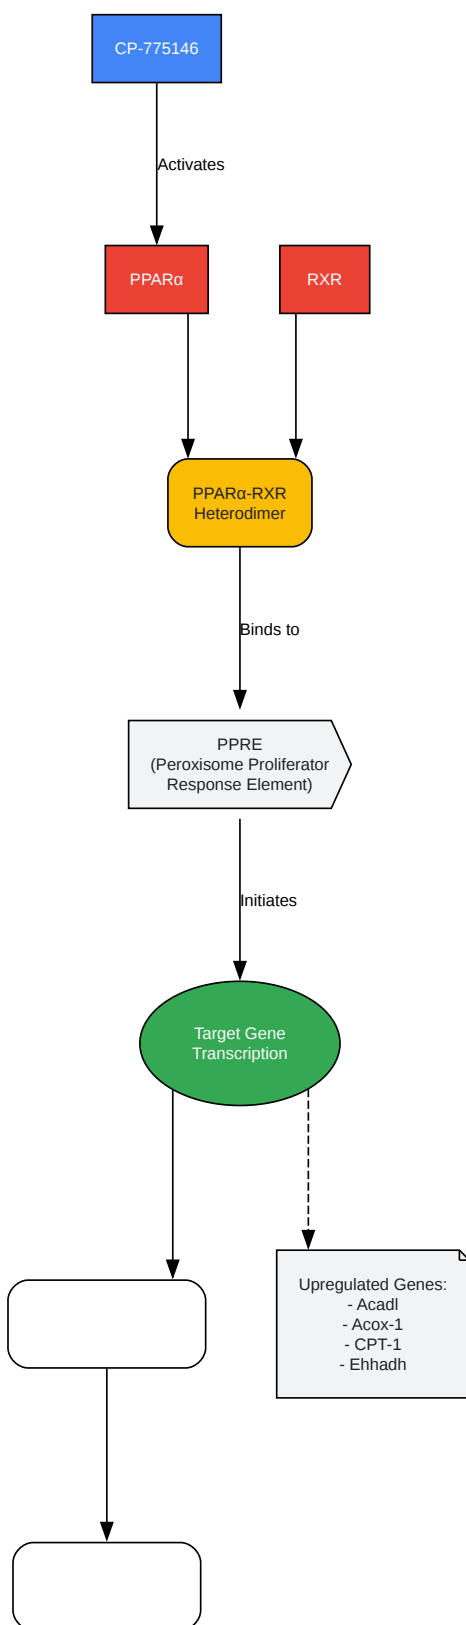 CP-775146
Activates
PPARα
RXR
PPARα-RXR
Heterodimer
Binds to
PPRE
(Peroxisome Proliferator
Response Element)
Initiates
Target Gene
Transcription
Upregulated Genes:
- Acadl
- Acox-1
- CPT-1
- Ehhadh